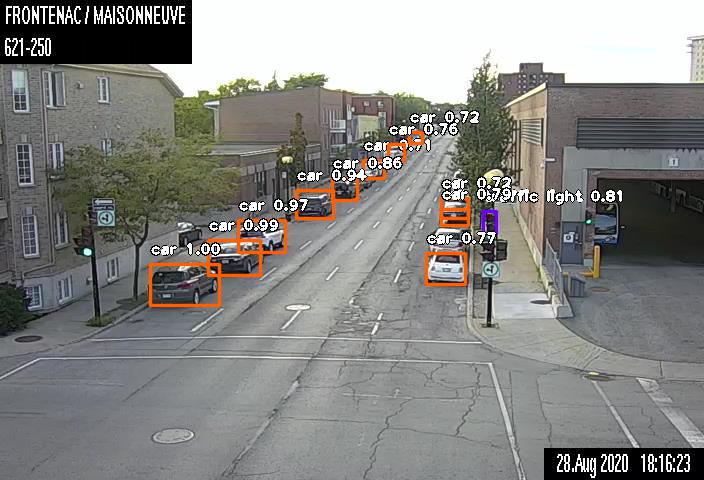 FRONTENAC / MAISONNEUVE
621-250
car 0.72
car 0.76
car 0.71
car 0.86
car 0.94
car 0.97
car 0.99
car 1.00
car 0.72
car 0.79
traffic light 0.81
car 0.77
28.Aug 2020 18:16:23